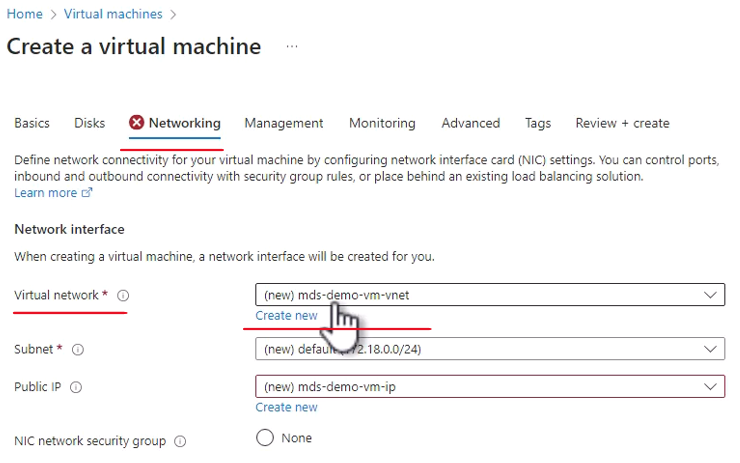 Home > Virtual machines >
Create a virtual machine ...
Basics Disks Networking Management Monitoring Advanced Tags Review + create
Define network connectivity for your virtual machine by configuring network interface card (NIC) settings. You can control ports,
inbound and outbound connectivity with security group rules, or place behind an existing load balancing solution.
Learn more
Network interface
When creating a virtual machine, a network interface will be created for you.
Virtual network * (new) mds-demo-vm-vnet
Create new
Subnet * (new) default 72.18.0.0/24)
Public IP (new) mds-demo-vm-ip
Create new
NIC network security group None